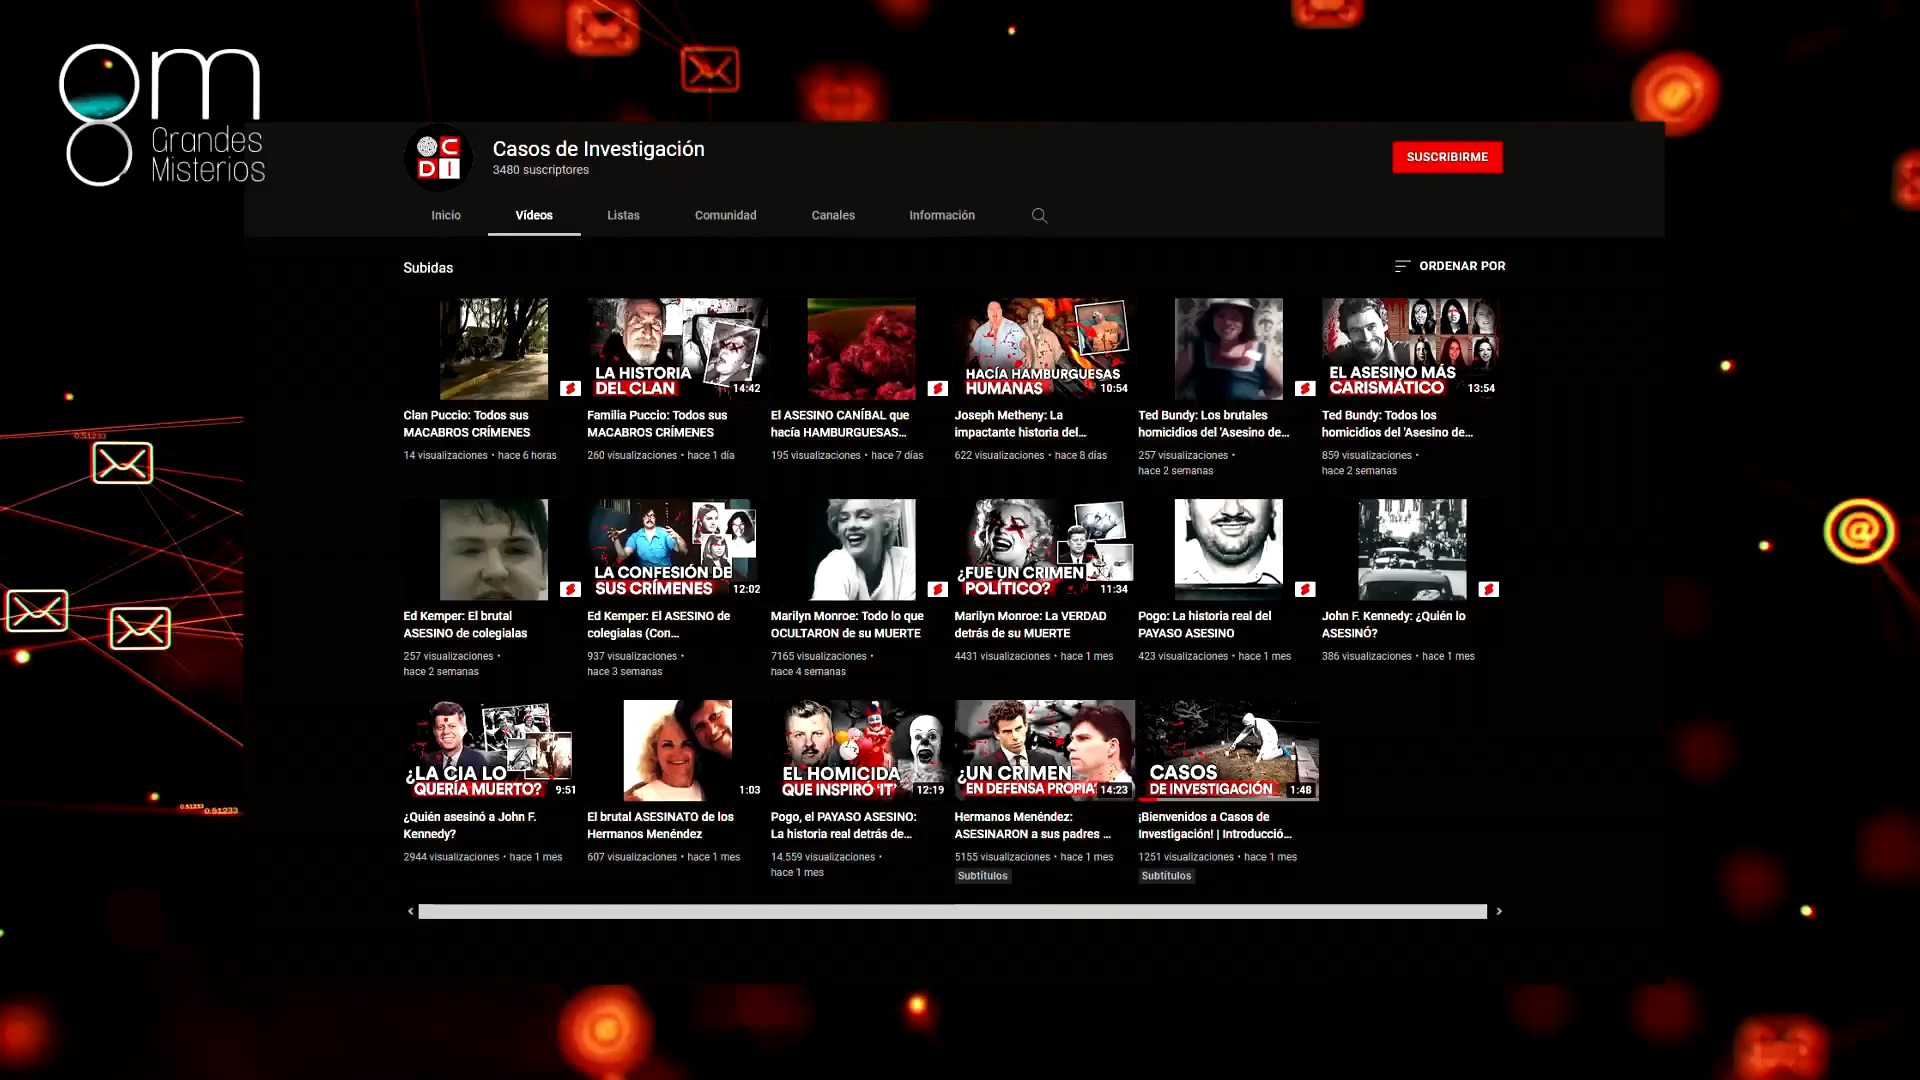 Grandes
Misterios
CDI
Casos de Investigación
3480 suscriptores
SUSCRIBIRME
Inicio
Vídeos
Listas
Comunidad
Canales
Información
Subidas
ORDENAR POR
LA HISTORIA
DEL CLAN
14:42
HACÍA HAMBURGUESAS
HUMANAS
10:54
EL ASESINO MÁS
CARISMÁTICO
13:54
Clan Puccio: Todos sus
MACABROS CRÍMENES
14 visualizaciones • hace 6 horas
Familia Puccio: Todos sus
MACABROS CRÍMENES
260 visualizaciones • hace 1 día
El ASESINO CANÍBAL que
hacía HAMBURGUESAS...
195 visualizaciones • hace 7 días
Joseph Metheny: La
impactante historia del...
622 visualizaciones • hace 8 días
Ted Bundy: Los brutales
homicidios del 'Asesino de...
257 visualizaciones •
hace 2 semanas
Ted Bundy: Todos los
homicidios del 'Asesino de...
859 visualizaciones •
hace 2 semanas
LA CONFESIÓN DE
SUS CRÍMENES
12:02
¿FUE UN CRIMEN
POLÍTICO?
11:34
Ed Kemper: El brutal
ASESINO de colegialas
257 visualizaciones •
hace 2 semanas
Ed Kemper: El ASESINO de
colegialas (Con...
937 visualizaciones •
hace 3 semanas
Marilyn Monroe: Todo lo que
OCULTARON de su MUERTE
7165 visualizaciones •
hace 4 semanas
Marilyn Monroe: La VERDAD
detrás de su MUERTE
4431 visualizaciones • hace 1 mes
Pogo: La historia real del
PAYASO ASESINO
423 visualizaciones • hace 1 mes
John F. Kennedy: ¿Quién lo
ASESINÓ?
386 visualizaciones • hace 1 mes
¿LA CIA LO
QUERÍA MUERTO?
9:51
1:03
EL HOMICIDA
QUE INSPIRÓ 'IT'
12:19
¿UN CRIMEN
EN DEFENSA PROPIA?
14:23
CASOS
DE INVESTIGACIÓN
1:48
¿Quién asesinó a John F.
Kennedy?
2944 visualizaciones • hace 1 mes
El brutal ASESINATO de los
Hermanos Menéndez
607 visualizaciones • hace 1 mes
Pogo, el PAYASO ASESINO:
La historia real detrás de...
14.559 visualizaciones •
hace 1 mes
Hermanos Menéndez:
ASESINARON a sus padres ...
5155 visualizaciones • hace 1 mes
Subtítulos
¡Bienvenidos a Casos de
Investigación! | Introducció...
1251 visualizaciones • hace 1 mes
Subtítulos
0.51233
0.51233
0.51233
@